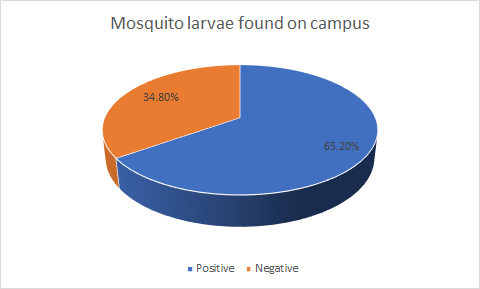 Mosquito larvae found on campus
34.80%
65.20%
Positive Negative